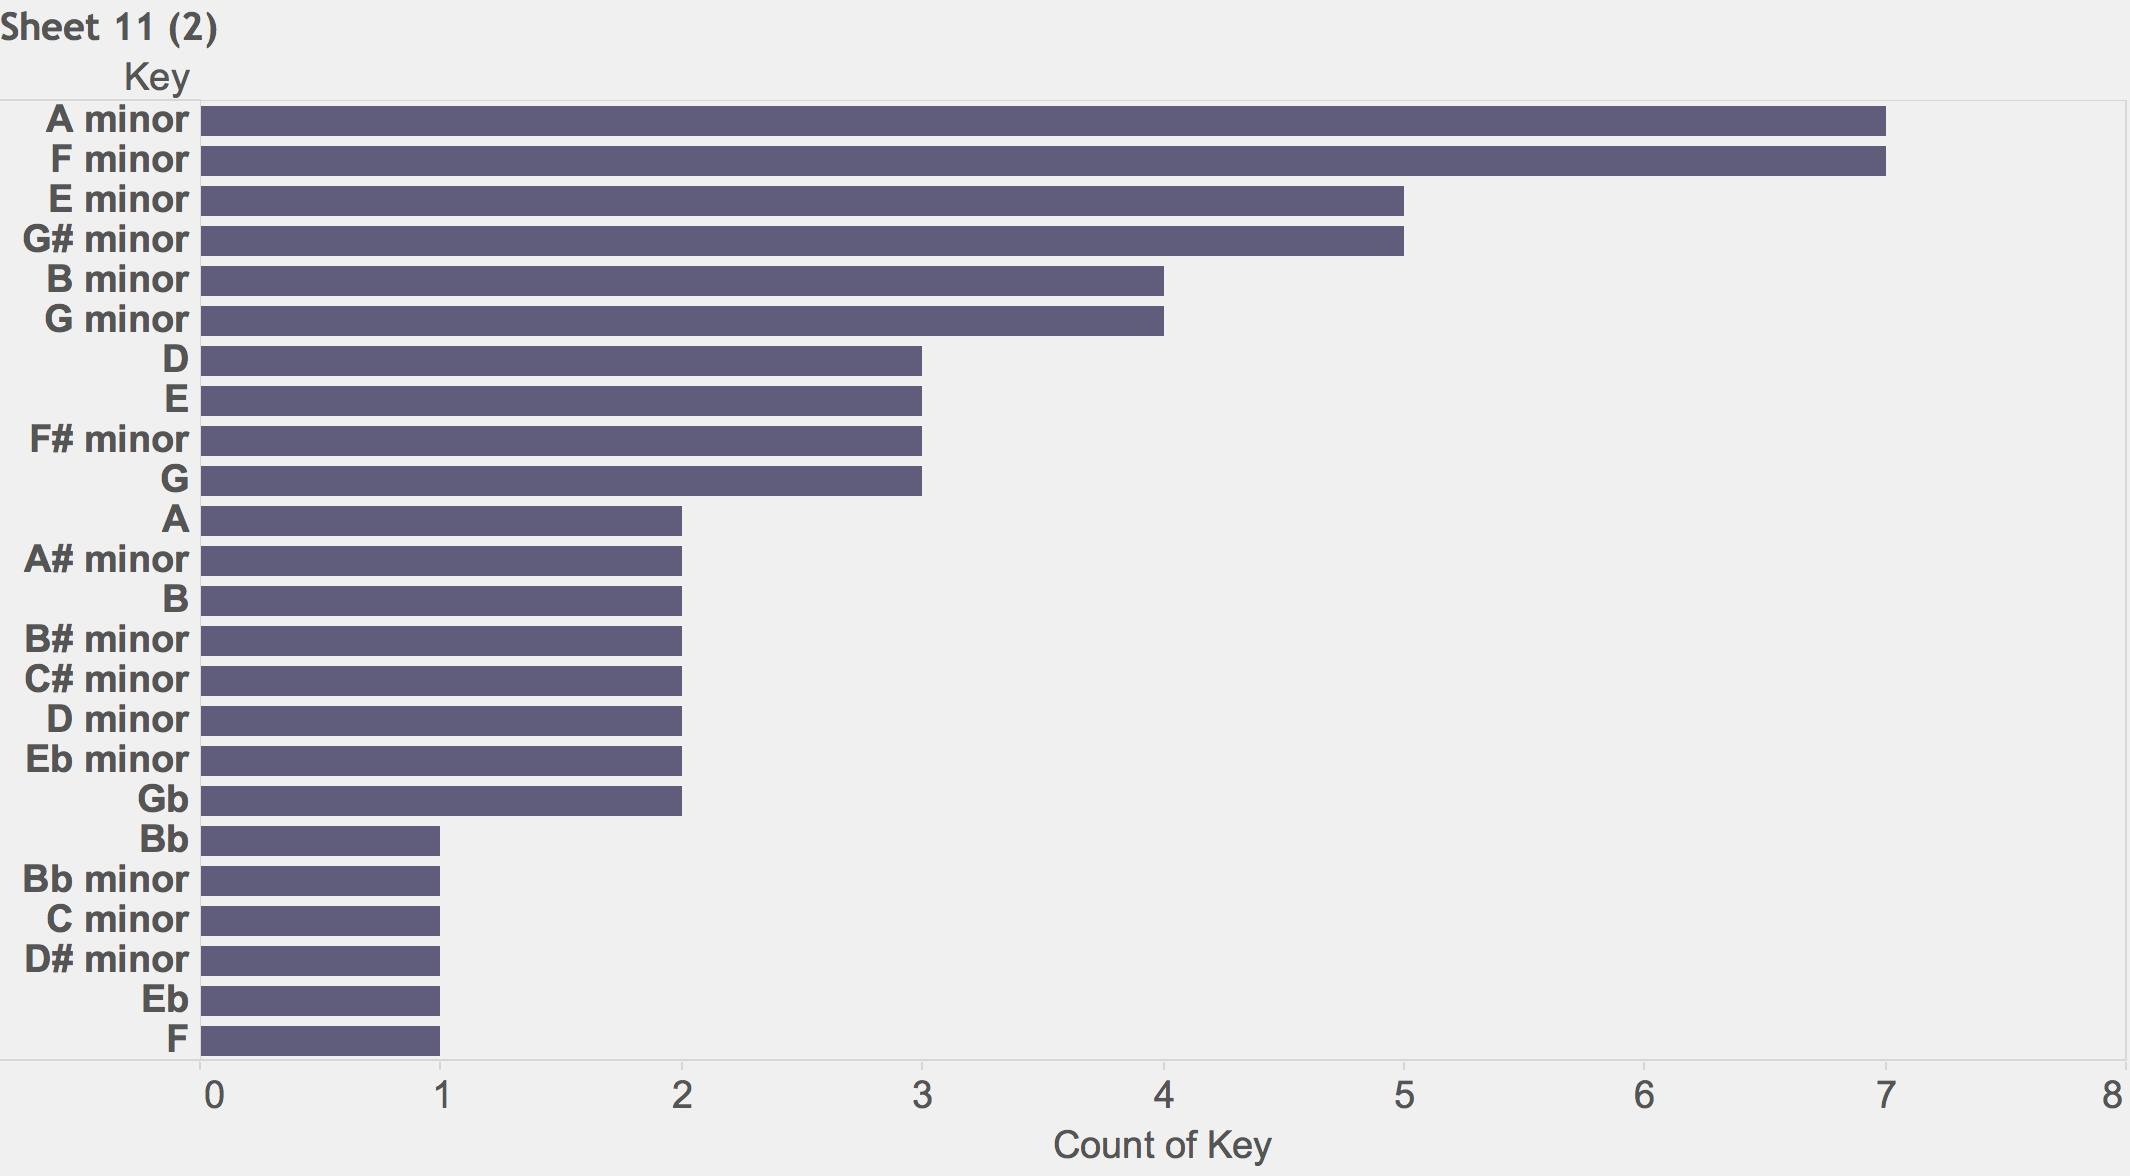 Sheet 11 (2)
Key
A minor
F minor
E minor
G# minor
B minor
G minor
D
E
F# minor
G
A
A# minor
B
B# minor
C# minor
D minor
Eb minor
Gb
Bb
Bb minor
C minor
D# minor
Eb
F
0 1 2 3 4 5 6 7 8
Count of Key